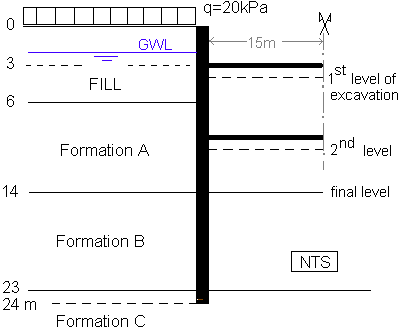 q=20kPa
0
GWL
15m
3
FILL
1st level of
excavation
6
Formation A
2nd level
14
final level
Formation B
NTS
23
24 m
Formation C